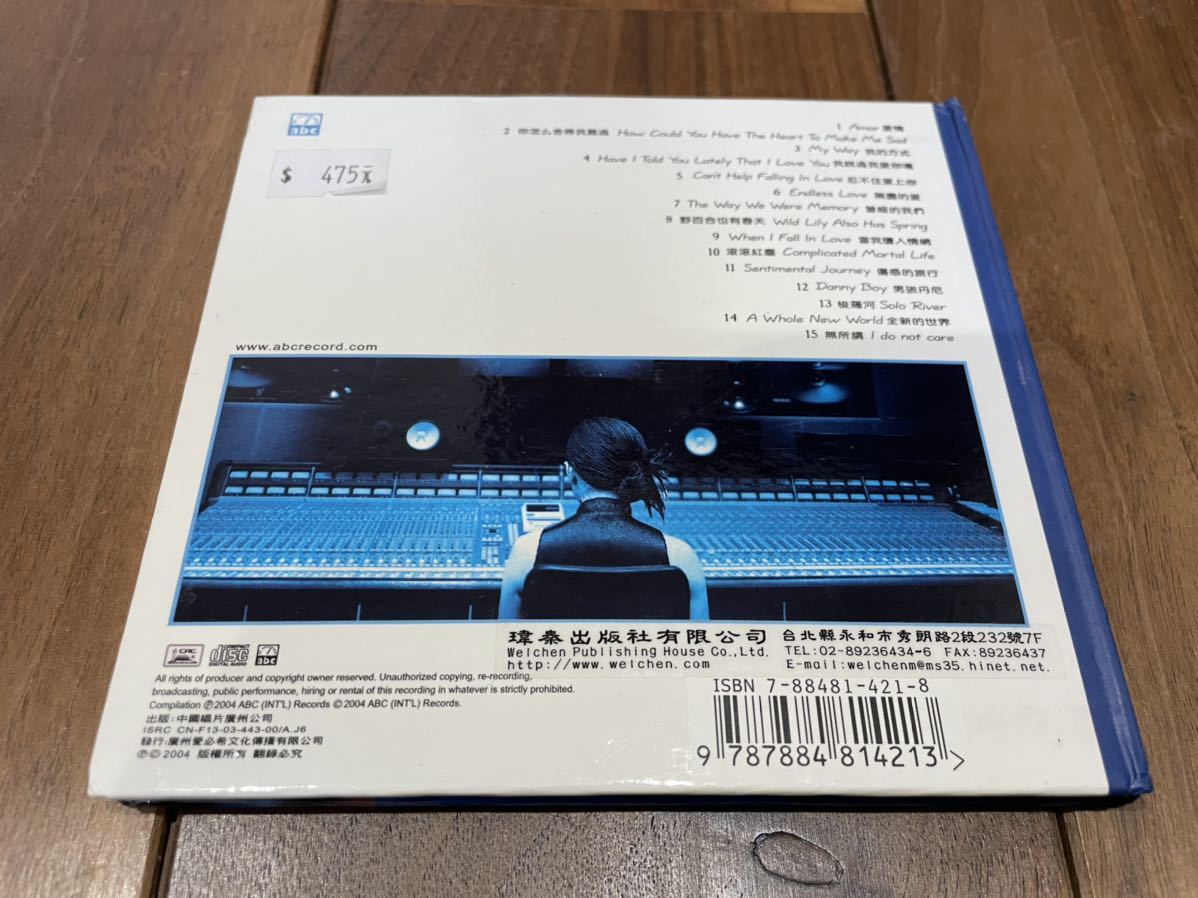 abc
$ 475元
1 Amor 愛情
2 你怎么舍得我難過 How Could You Have The Heart To Make Me Sad
3 My Way 我的方式
4 Have I Told You Lately That I Love You 我說過我愛你嗎
5 Can't Help Falling In Love 忍不住愛上你
6 Endless Love 無盡的愛
7 The Way We Were Memory 曾經的我們
8 野百合也有春天 Wild Lily Also Has Spring
9 When I Fall In Love 當我墮入情網
10 滾滾紅塵 Complicated Mortal Life
11 Sentimental Journey 傷感的旅行
12 Danny Boy 男孩丹尼
13 梭羅河 Solo River
14 A Whole New World 全新的世界
15 無所謂 I do not care
www.abcrecord.com
瑋秦出版社有限公司
Welchen Publishing House Co.,Ltd.
http://www.welchen.com
台北縣永和市秀朗路2段232號7F
TEL:02-89236434~6 FAX:89236437
E-mail:welchenm@ms35.hinet.net.
CRC COMPACT disc DIGITAL AUDIO abc
All rights of producer and copyright owner reserved. Unauthorized copying, re-recording,
broadcasting, public performance, hiring or rental of this recording in whatever is strictly prohibited.
Compilation ℗2004 ABC (INT'L) Records ©2004 ABC (INT'L) Records.
出版:中國唱片廣州公司
ISRC CN-F13-03-443-00/A.J6
發行:廣州愛必希文化傳播有限公司
℗©2004 版權所有 翻錄必究
ISBN 7-88481-421-8
9 787884 814213 >